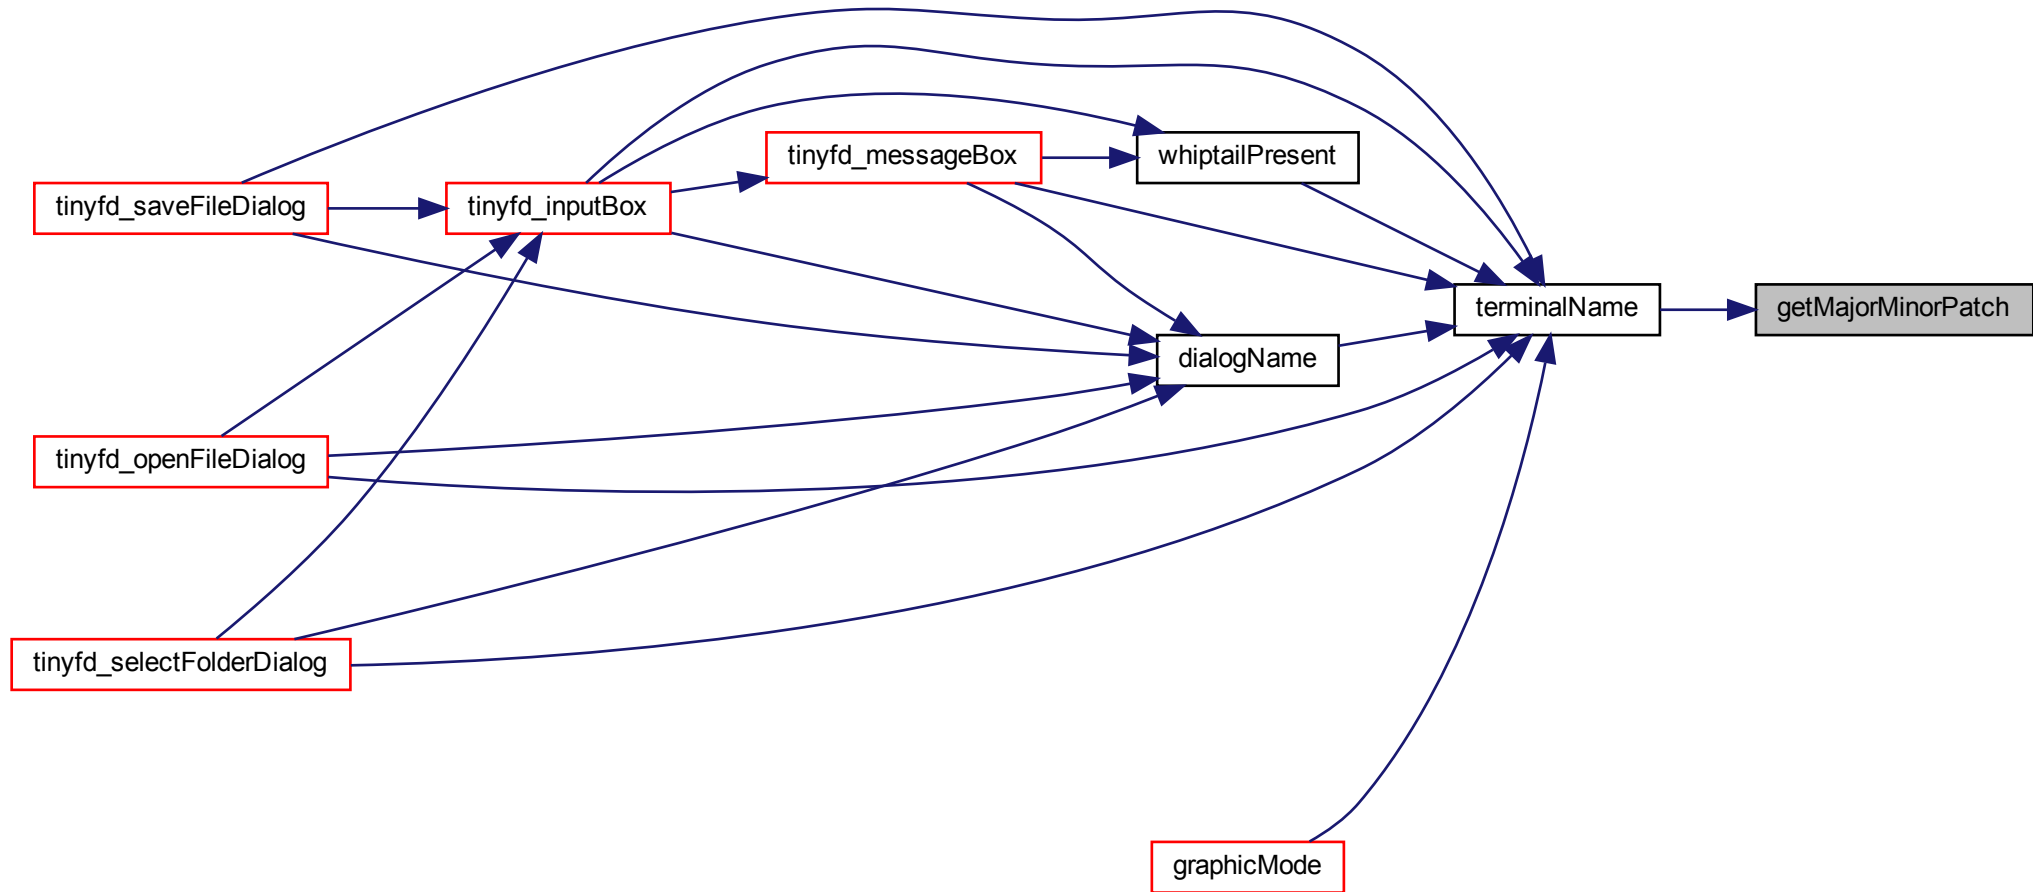 tinyfd_messageBox
whiptailPresent
tinyfd_saveFileDialog
tinyfd_inputBox
terminalName
getMajorMinorPatch
dialogName
tinyfd_openFileDialog
tinyfd_selectFolderDialog
graphicMode